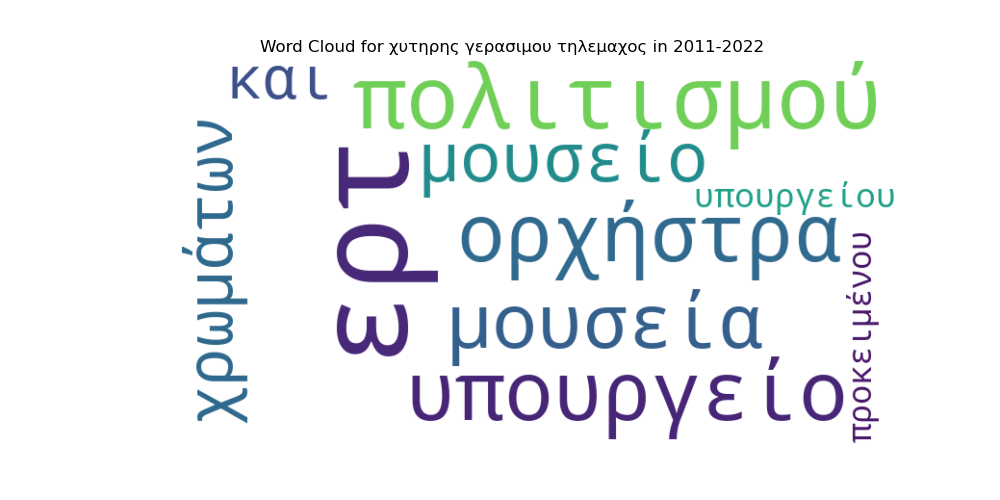 Word Cloud for χυτηρης γερασιμου τηλεμαχος in 2011-2022
και
πολιτισμού
χρωμάτων
ερτ
μουσείο
υπουργείου
ορχήστρα
προκειμένου
μουσεία
υπουργείο